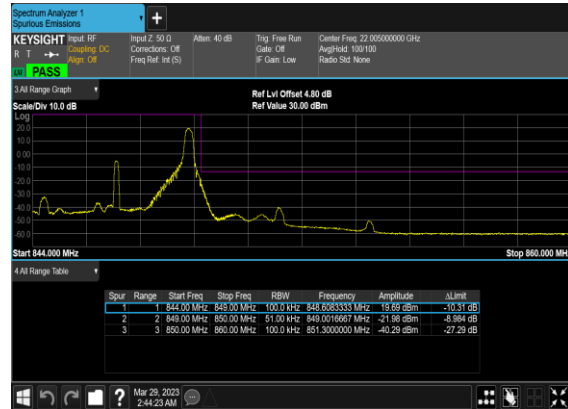 Spectrum Analyzer 1
Spurious Emissions
+
KEYSIGHT Input: RF Input Z: 50 Ω Atten: 40 dB Trig: Free Run Center Freq: 22.005000000 GHz
R T Coupling: DC Corrections: Off Gate: Off Avg|Hold: 100/100
Align: Off Freq Ref: Int (S) IF Gain: Low Radio Std: None
LW PASS
3 All Range Graph
Ref Lvl Offset 4.80 dB
Scale/Div 10.0 dB Ref Value 30.00 dBm
Log
20.0
10.0
0.00
-10.0
-20.0
-30.0
-40.0
-50.0
-60.0
Start 844.000 MHz Stop 860.000 MHz
4 All Range Table
Spur Range Start Freq Stop Freq RBW Frequency Amplitude ΔLimit
1 1 844.00 MHz 849.00 MHz 100.0 kHz 848.6083333 MHz 19.69 dBm -10.31 dB
2 2 849.00 MHz 850.00 MHz 51.00 kHz 849.0016667 MHz -21.98 dBm -8.984 dB
3 3 850.00 MHz 860.00 MHz 100.0 kHz 851.3000000 MHz -40.29 dBm -27.29 dB
? Mar 29, 2023
2:44:23 AM